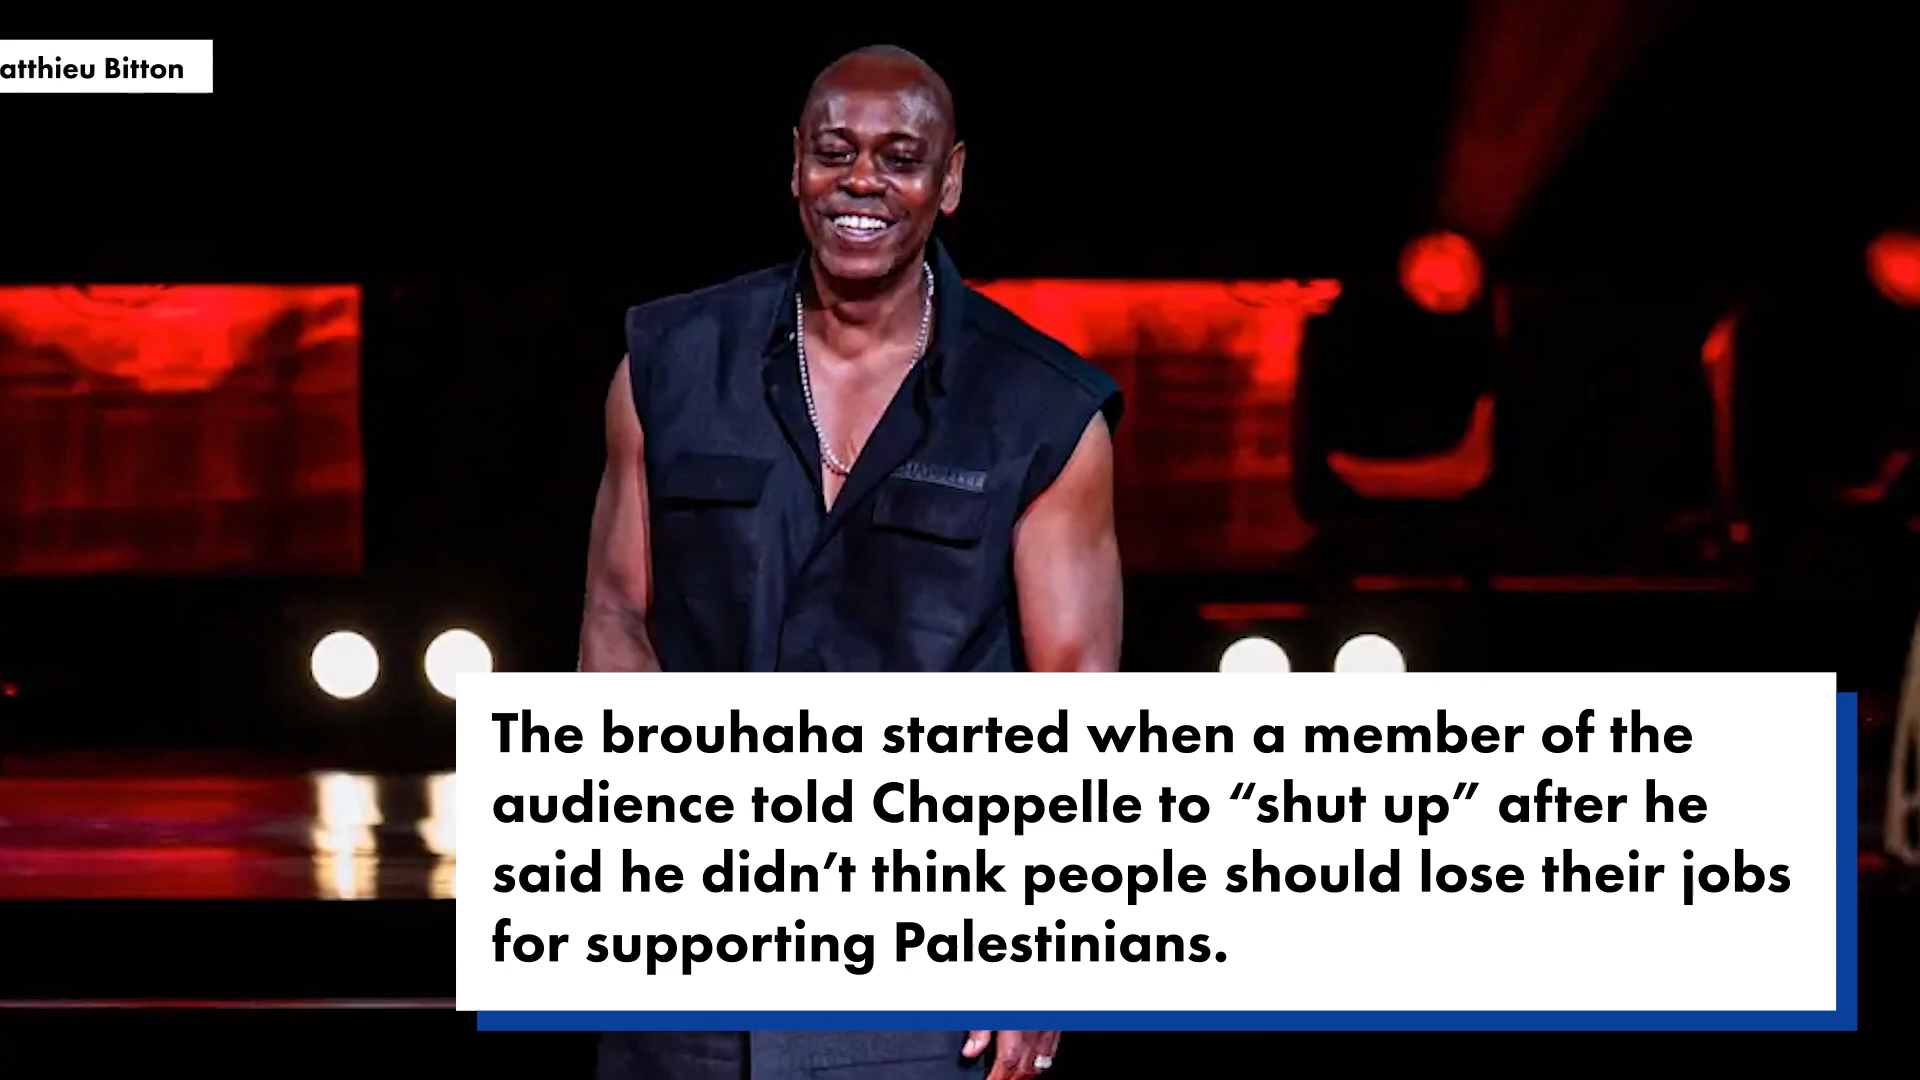 atthieu Bitton
The brouhaha started when a member of the
audience told Chappelle to “shut up” after he
said he didn’t think people should lose their jobs
for supporting Palestinians.